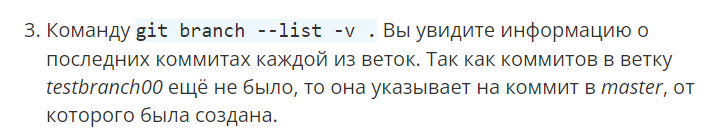 3. Команду git branch --list -v . Вы увидите информацию о
последних коммитах каждой из веток. Так как коммитов в ветку
testbranch00 ещё не было, то она указывает на коммит в master, от
которого была создана.